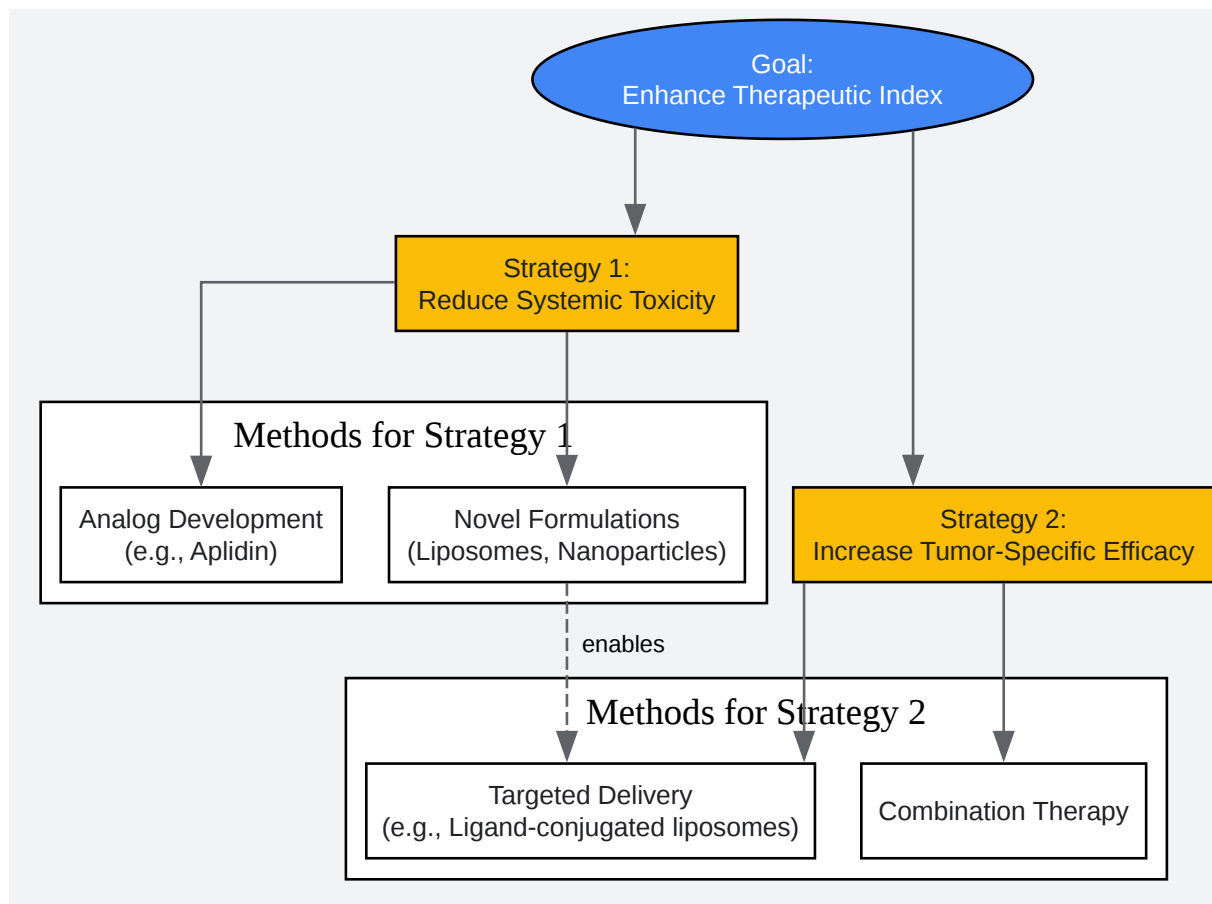 Goal:
Enhance Therapeutic Index
Strategy 1:
Reduce Systemic Toxicity
Methods for Strategy 1
Analog Development
(e.g., Aplidin)
Novel Formulations
(Liposomes, Nanoparticles)
Strategy 2:
Increase Tumor-Specific Efficacy
enables
Methods for Strategy 2
Targeted Delivery
(e.g., Ligand-conjugated liposomes)
Combination Therapy